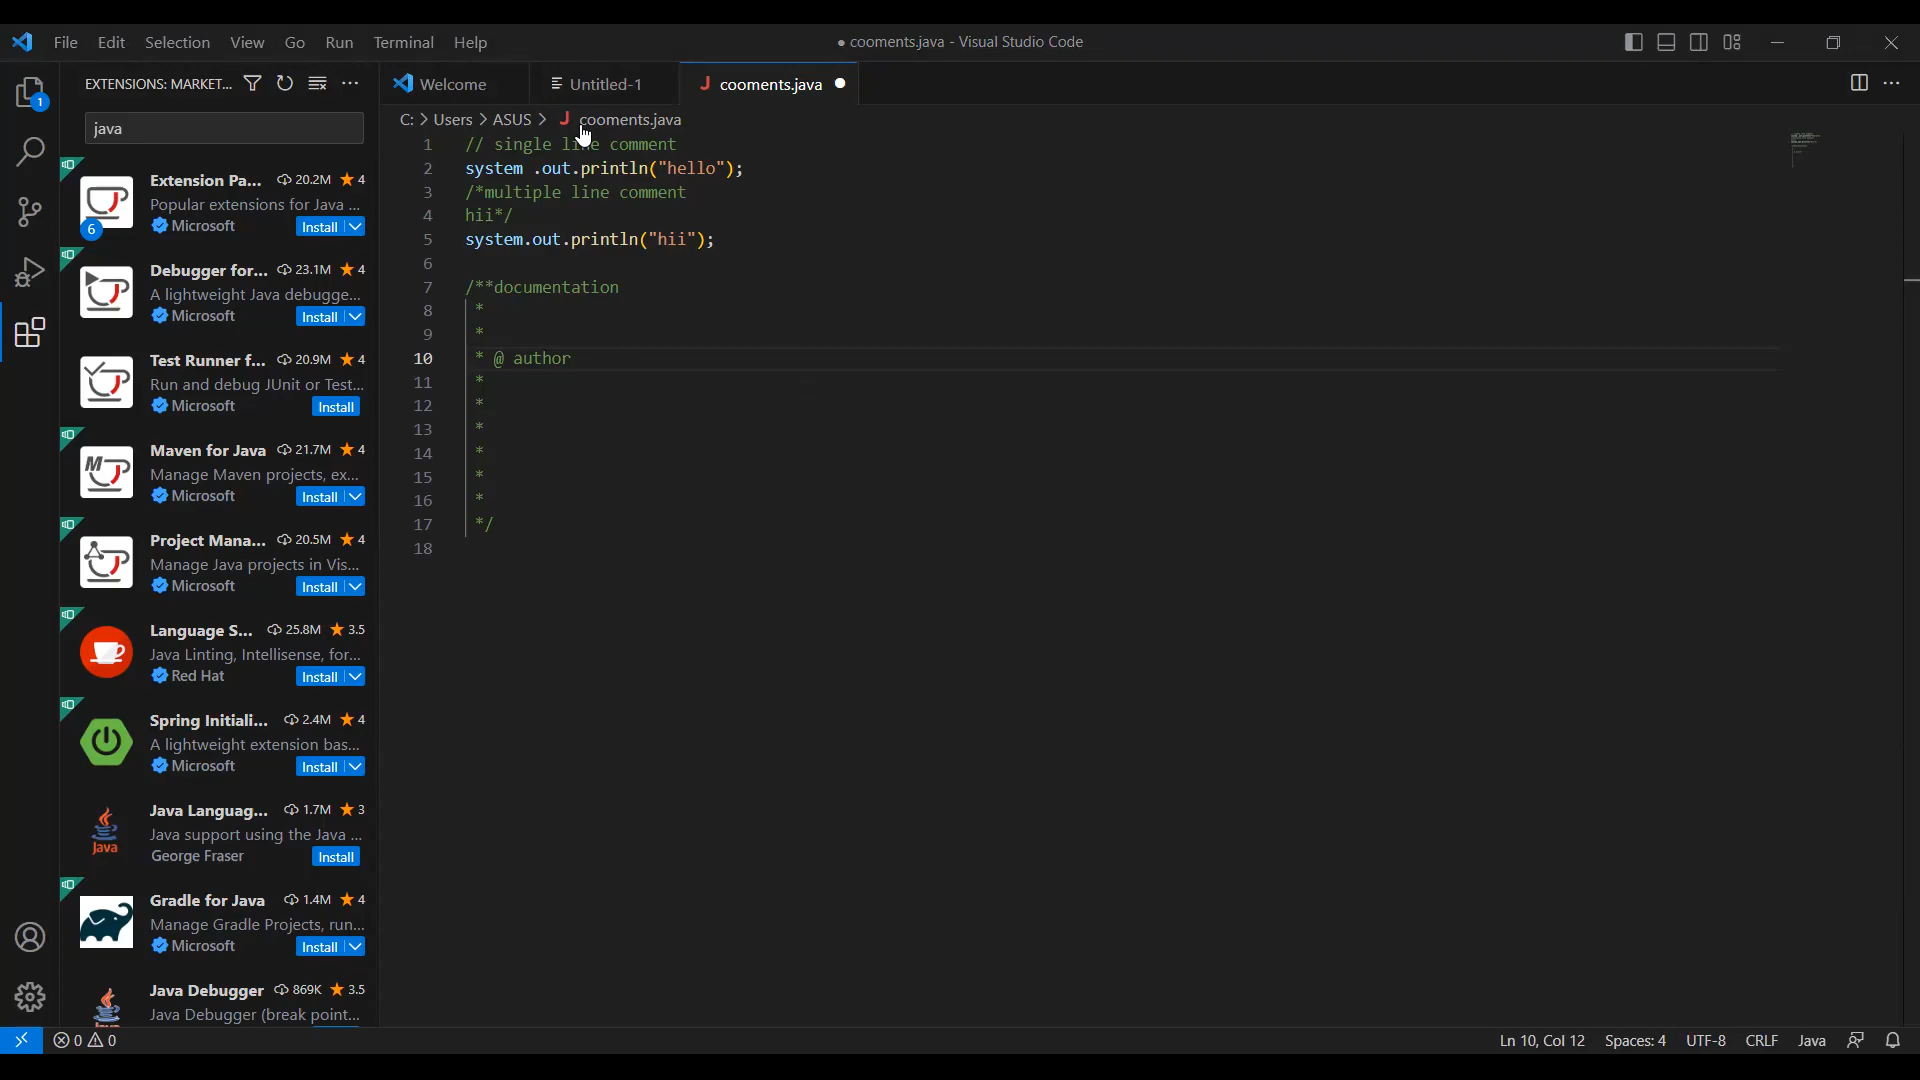 File Edit Selection View Go Run Terminal Help
● cooments.java - Visual Studio Code
EXTENSIONS: MARKET...
java
Extension Pa... 20.2M 4
Popular extensions for Java ...
Microsoft Install
6
Debugger for... 23.1M 4
A lightweight Java debugge...
Microsoft Install
Test Runner f... 20.9M 4
Run and debug JUnit or Test...
Microsoft Install
Maven for Java 21.7M 4
Manage Maven projects, ex...
Microsoft Install
Project Mana... 20.5M 4
Manage Java projects in Vis...
Microsoft Install
Language S... 25.8M 3.5
Java Linting, Intellisense, for...
Red Hat Install
Spring Initiali... 2.4M 4
A lightweight extension bas...
Microsoft Install
Java Languag... 1.7M 3
Java support using the Java ...
George Fraser Install
Gradle for Java 1.4M 4
Manage Gradle Projects, run...
Microsoft Install
Java Debugger 869K 3.5
Java Debugger (break point...
1
Welcome Untitled-1 J cooments.java
C: > Users > ASUS > J cooments.java
1 // single line comment
2 system .out.println("hello");
3 /*multiple line comment
4 hii*/
5 system.out.println("hii");
6
7 /**documentation
8 *
9 *
10 * @ author
11 *
12 *
13 *
14 *
15 *
16 *
17 */
18
0 0
Ln 10, Col 12 Spaces: 4 UTF-8 CRLF Java